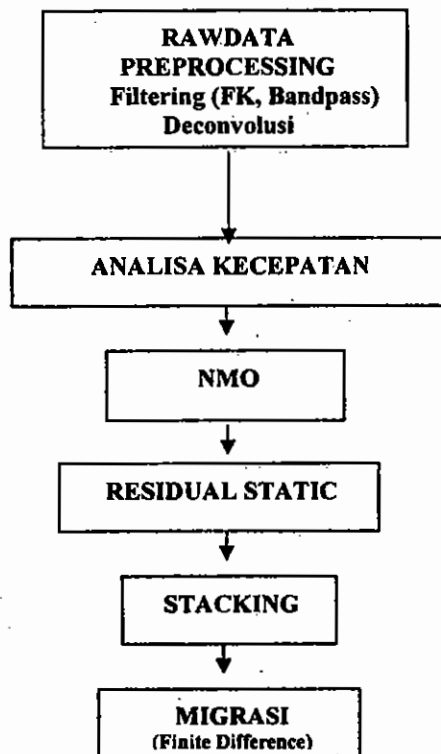 RAWDATA
PREPROCESSING
Filtering (FK, Bandpass)
Deconvolusi
ANALISA KECEPATAN
NMO
RESIDUAL STATIC
STACKING
MIGRASI
(Finite Difference)